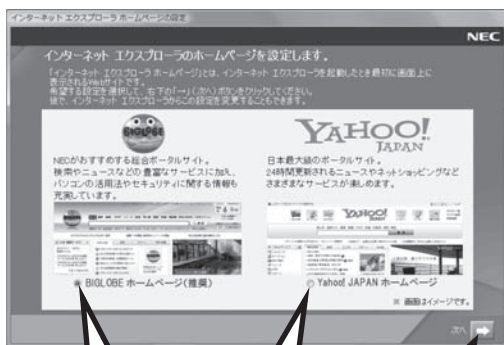 インターネット エクスプローラ ホームページの設定
NEC
インターネット エクスプローラのホームページを設定します。
「インターネット エクスプローラ ホームページ」とは、インターネット エクスプローラを起動したとき最初に画面上に
表示されるWebサイトです。
希望する設定を選択して、右下の「→」(次へ)ボタンをクリックしてください。
後で、インターネット エクスプローラからこの設定を変更することもできます。
BIGLOBE
NECがおすすめする総合ポータルサイト。
検索やニュースなどの豊富なサービスに加え、
パソコンの活用法やセキュリティに関する情報も
充実しています。
BIGLOBE ホームページ(推奨)
YAHOO!
JAPAN
日本最大級のポータルサイト。
24時間更新されるニュースやネットショッピングなど
さまざまなサービスが楽しめます。
YAHOO!
Yahoo! JAPAN ホームページ
※ 画面はイメージです。
次へ